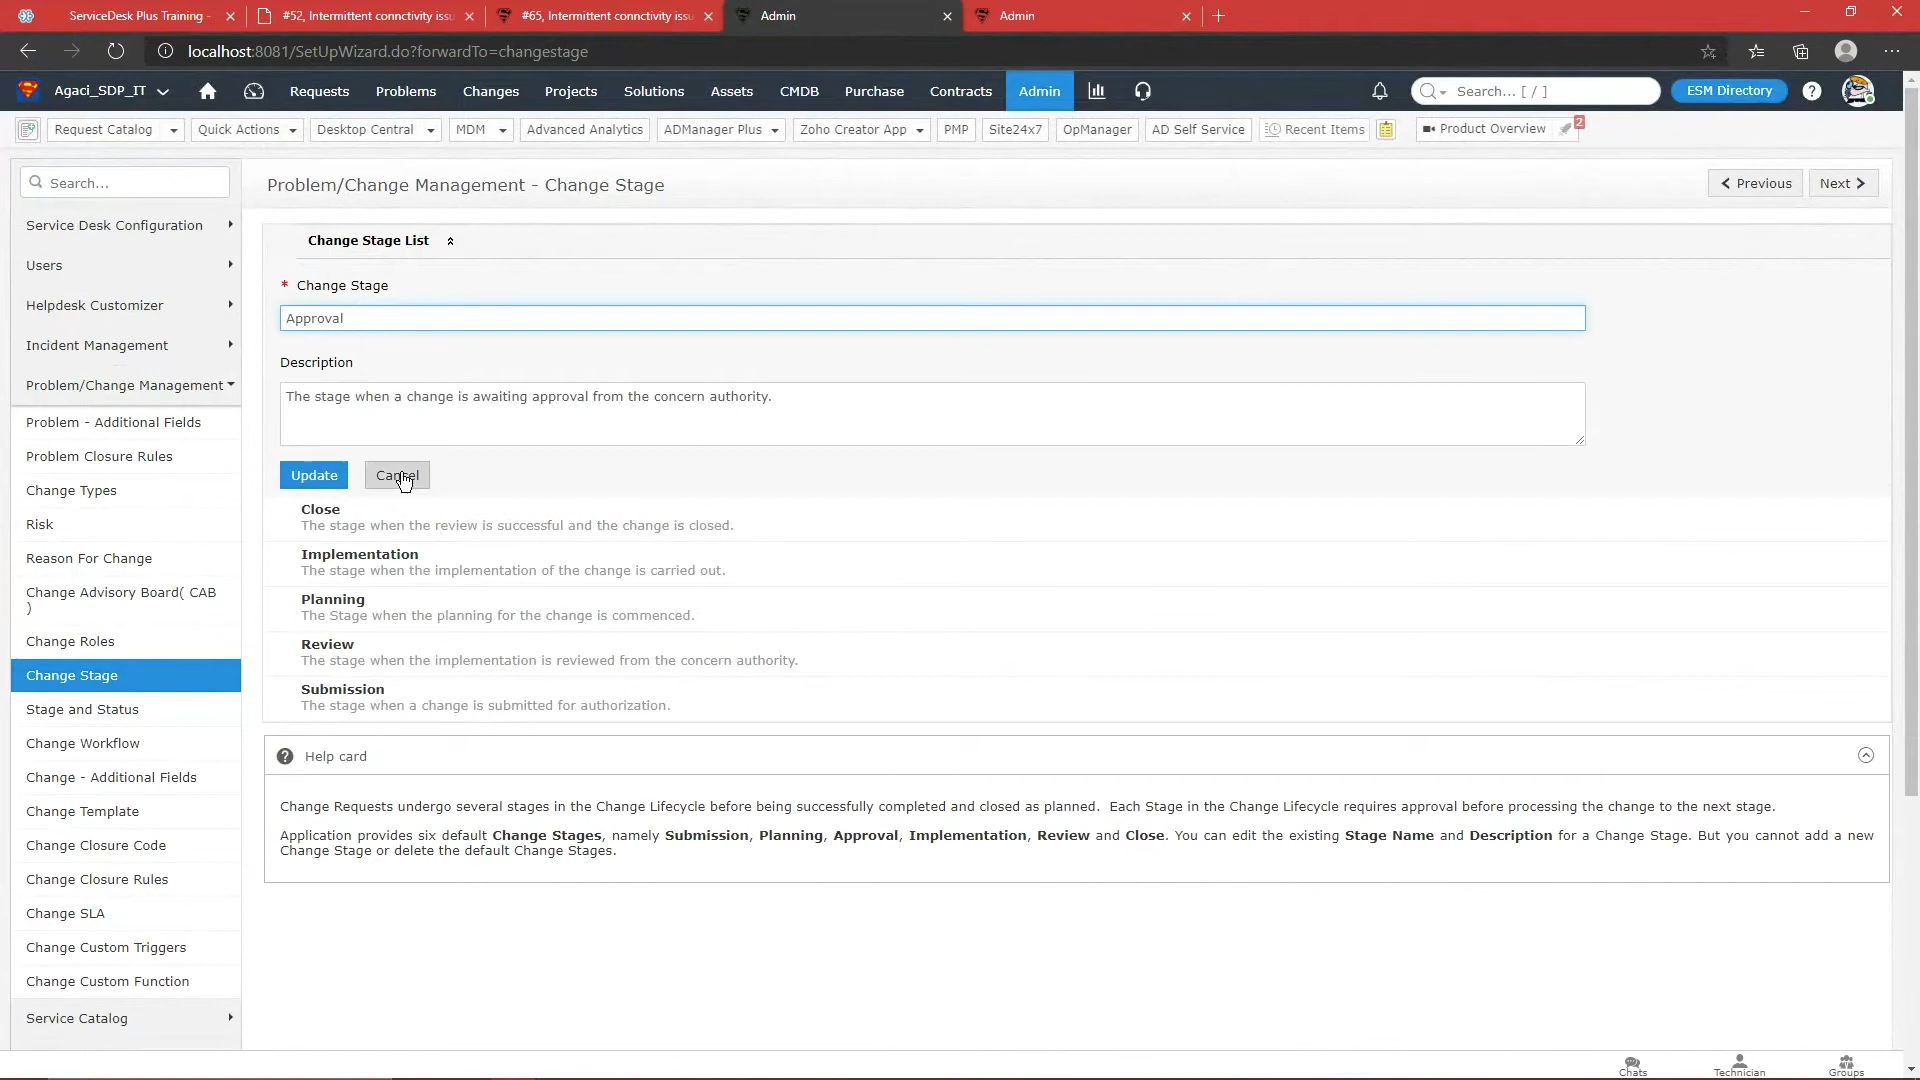 ServiceDesk Plus Training -
#52, Intermittent connctivity issu
#65, Intermittent connctivity issu
Admin
Admin
localhost:8081/SetUpWizard.do?forwardTo=changestage
Agaci_SDP_IT
Requests
Problems
Changes
Projects
Solutions
Assets
CMDB
Purchase
Contracts
Admin
Search... [ / ]
ESM Directory
Request Catalog
Quick Actions
Desktop Central
MDM
Advanced Analytics
ADManager Plus
Zoho Creator App
PMP
Site24x7
OpManager
AD Self Service
Recent Items
Product Overview
2
Search...
Service Desk Configuration
Users
Helpdesk Customizer
Incident Management
Problem/Change Management
Problem - Additional Fields
Problem Closure Rules
Change Types
Risk
Reason For Change
Change Advisory Board( CAB
)
Change Roles
Change Stage
Stage and Status
Change Workflow
Change - Additional Fields
Change Template
Change Closure Code
Change Closure Rules
Change SLA
Change Custom Triggers
Change Custom Function
Service Catalog
Problem/Change Management - Change Stage
Previous
Next
Change Stage List
* Change Stage
Approval
Description
The stage when a change is awaiting approval from the concern authority.
Update
Cancel
Close
The stage when the review is successful and the change is closed.
Implementation
The stage when the implementation of the change is carried out.
Planning
The Stage when the planning for the change is commenced.
Review
The stage when the implementation is reviewed from the concern authority.
Submission
The stage when a change is submitted for authorization.
Help card
Change Requests undergo several stages in the Change Lifecycle before being successfully completed and closed as planned. Each Stage in the Change Lifecycle requires approval before processing the change to the next stage.
Application provides six default Change Stages, namely Submission, Planning, Approval, Implementation, Review and Close. You can edit the existing Stage Name and Description for a Change Stage. But you cannot add a new
Change Stage or delete the default Change Stages.
Chats
Technician
Groups